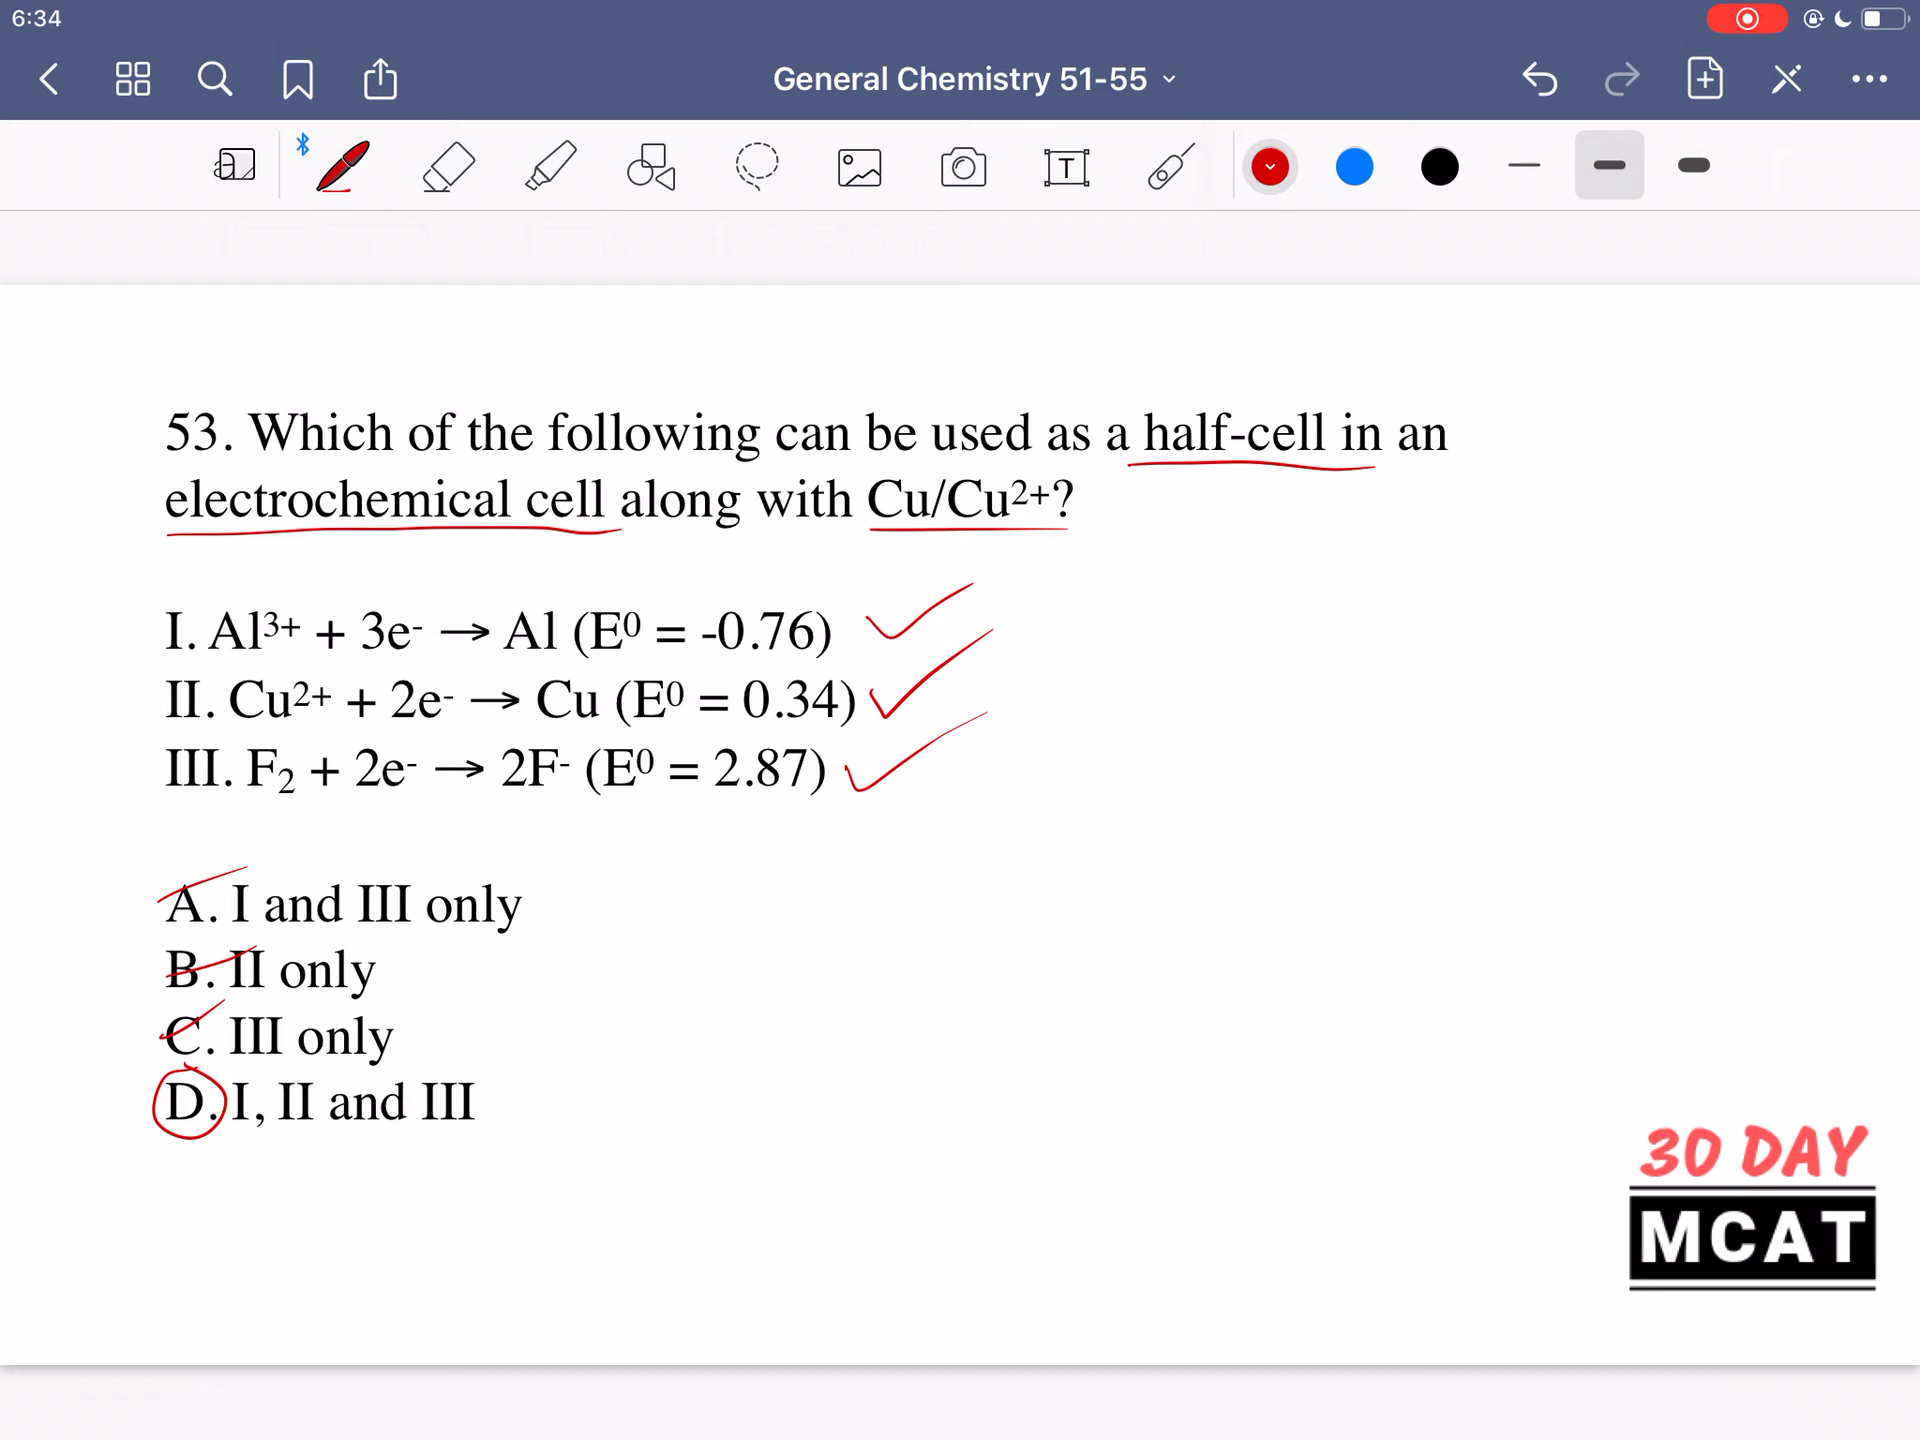 6:34
General Chemistry 51-55
T
53. Which of the following can be used as a half-cell in an
electrochemical cell along with Cu/Cu²⁺?
I. Al³⁺ + 3e⁻ → Al (E⁰ = -0.76)
II. Cu²⁺ + 2e⁻ → Cu (E⁰ = 0.34)
III. F₂ + 2e⁻ → 2F⁻ (E⁰ = 2.87)
A. I and III only
B. II only
C. III only
D. I, II and III
30 DAY
MCAT